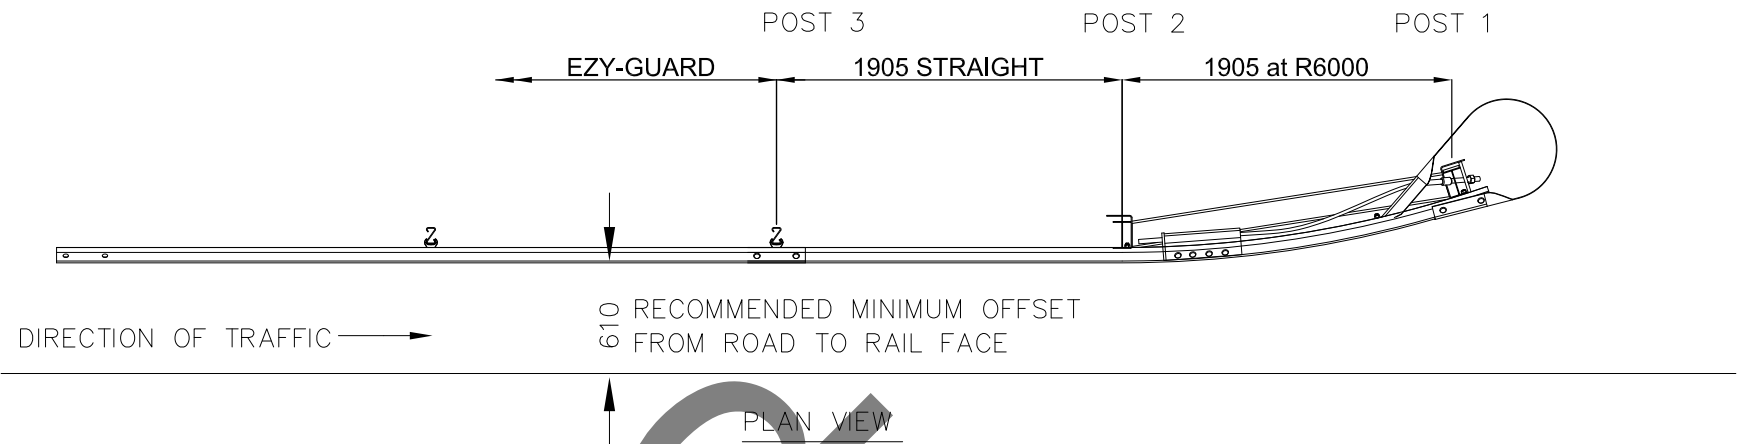 POST 3 POST 2 POST 1
EZY-GUARD 1905 STRAIGHT 1905 at R6000
610 RECOMMENDED MINIMUM OFFSET
FROM ROAD TO RAIL FACE
DIRECTION OF TRAFFIC
PLAN VIEW